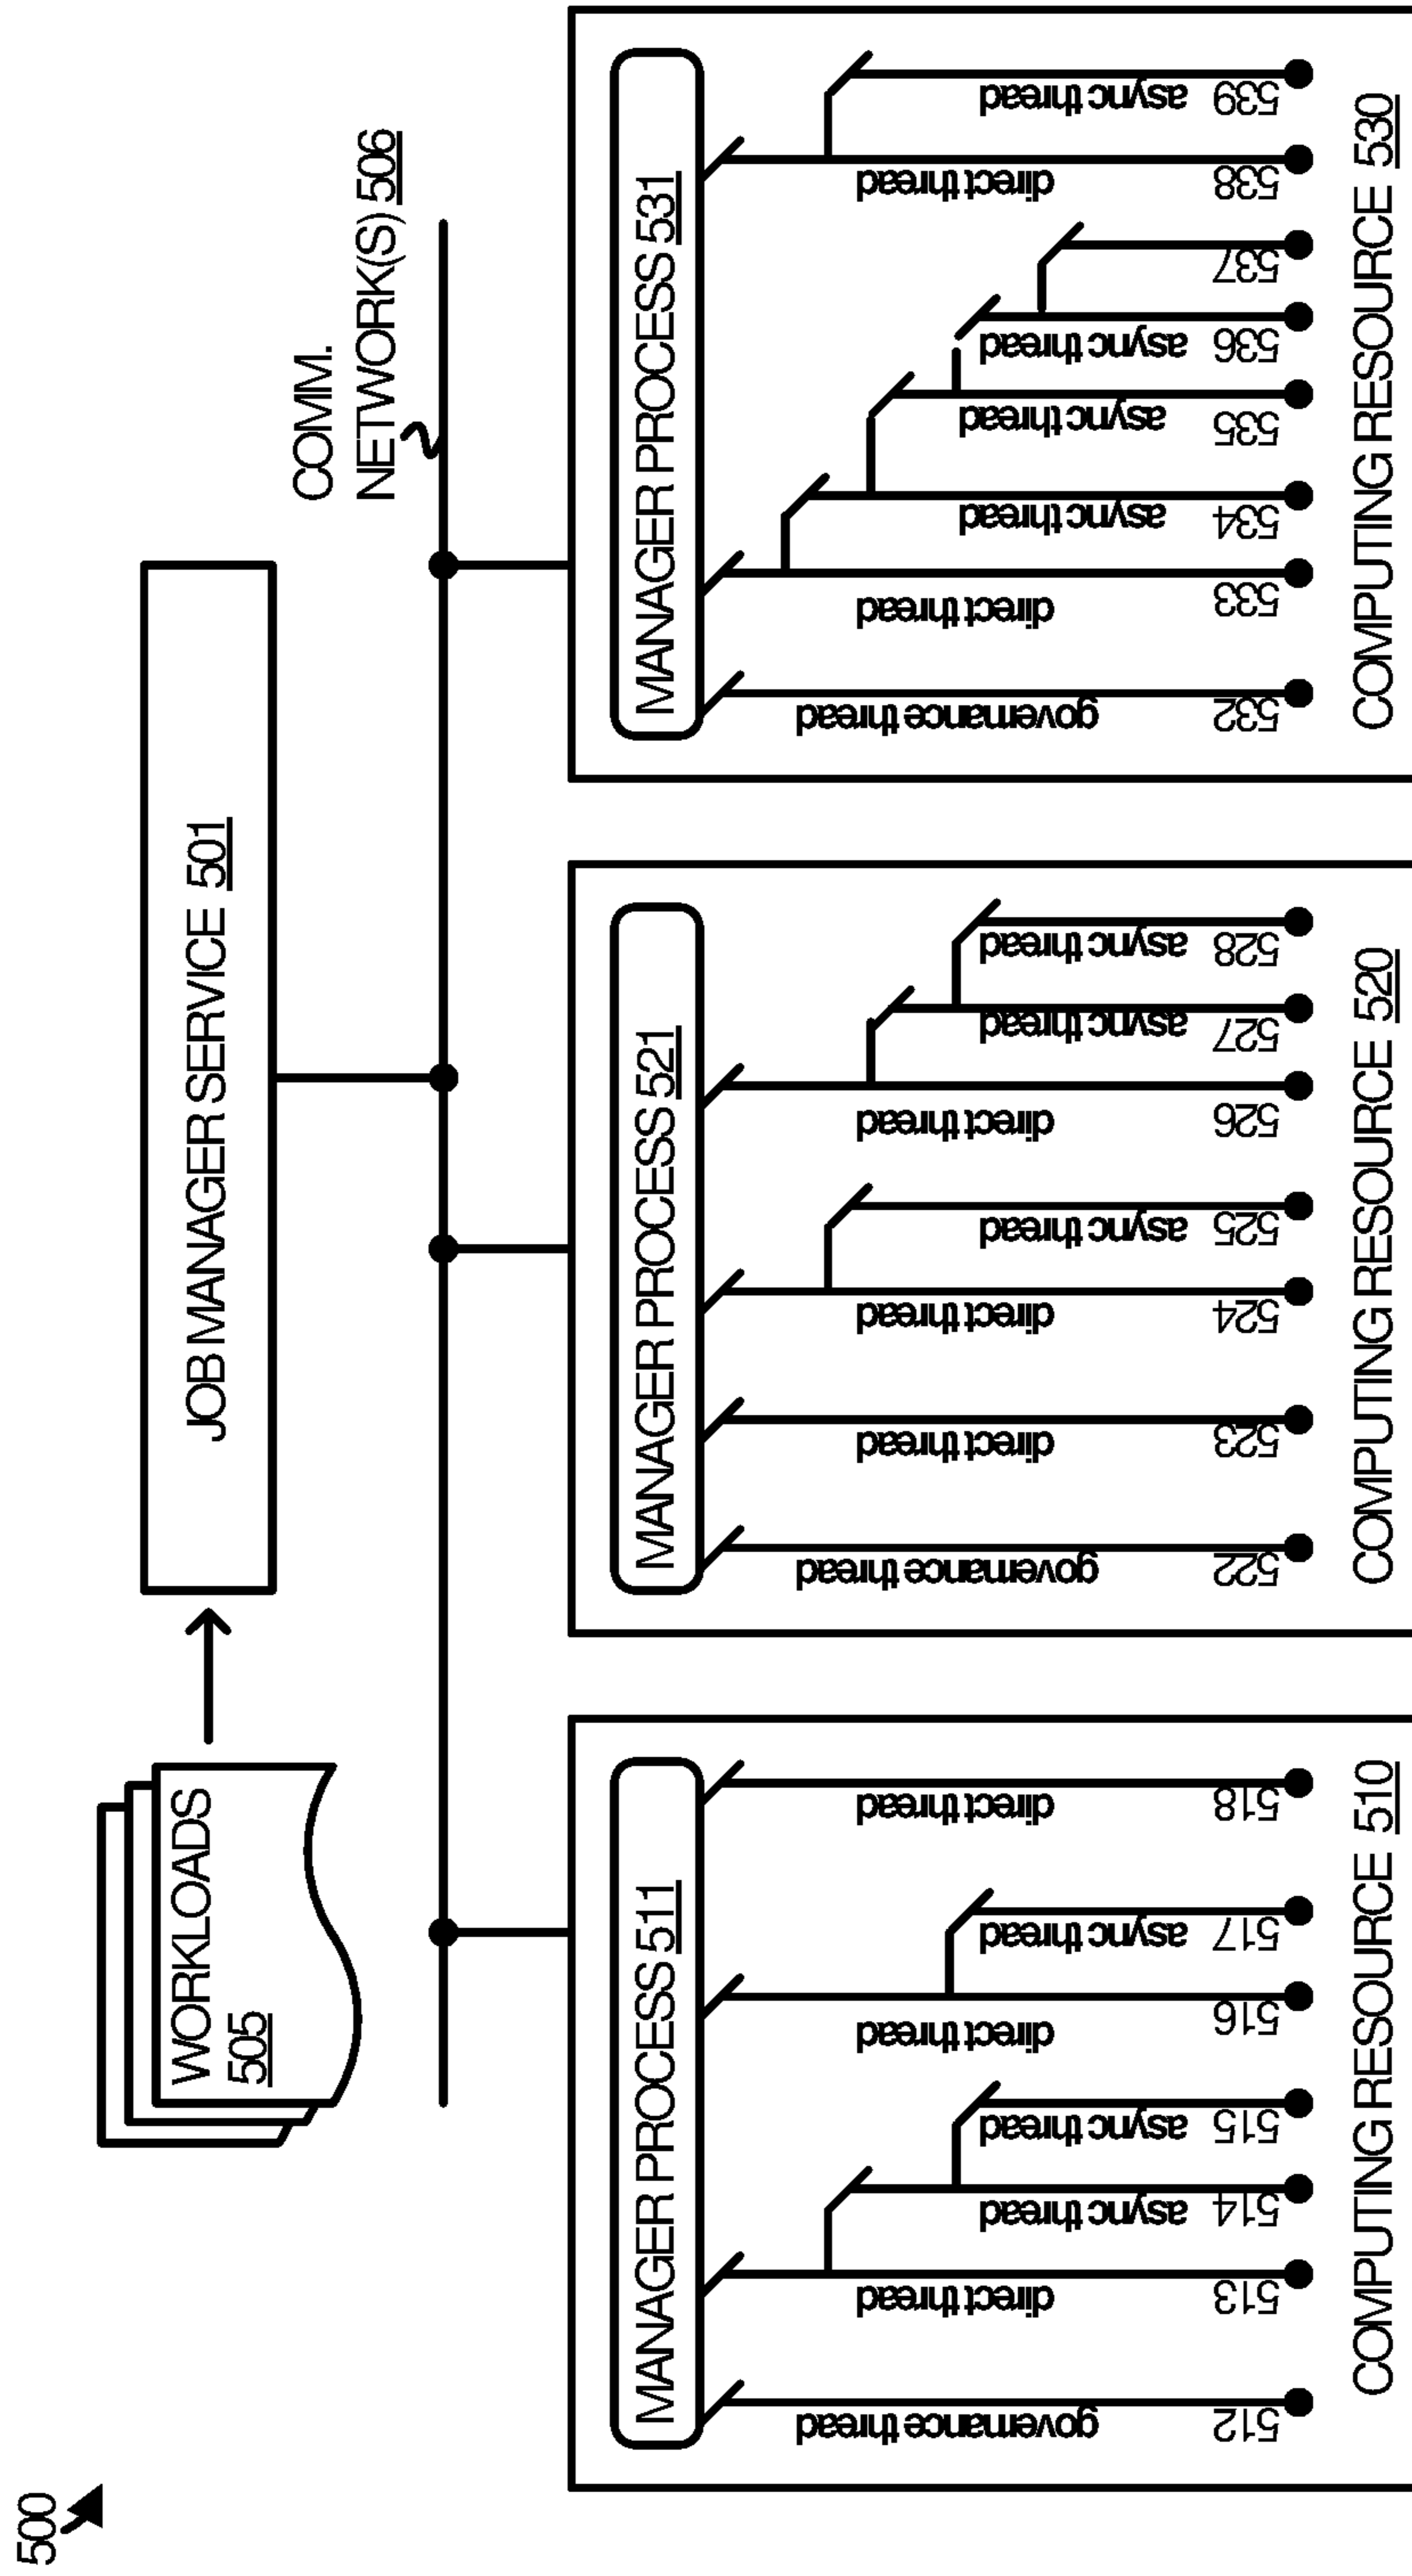 500
WORKLOADS
505
JOB MANAGER SERVICE 501
COMM.
NETWORK(S) 506
MANAGER PROCESS 511
governance thread
512
direct thread
513
async thread
514
async thread
515
direct thread
516
async thread
517
direct thread
518
COMPUTING RESOURCE 510
MANAGER PROCESS 521
governance thread
522
direct thread
523
direct thread
524
async thread
525
direct thread
526
async thread
527
async thread
528
COMPUTING RESOURCE 520
MANAGER PROCESS 531
governance thread
532
direct thread
533
async thread
534
async thread
535
async thread
536
537
direct thread
538
async thread
539
COMPUTING RESOURCE 530